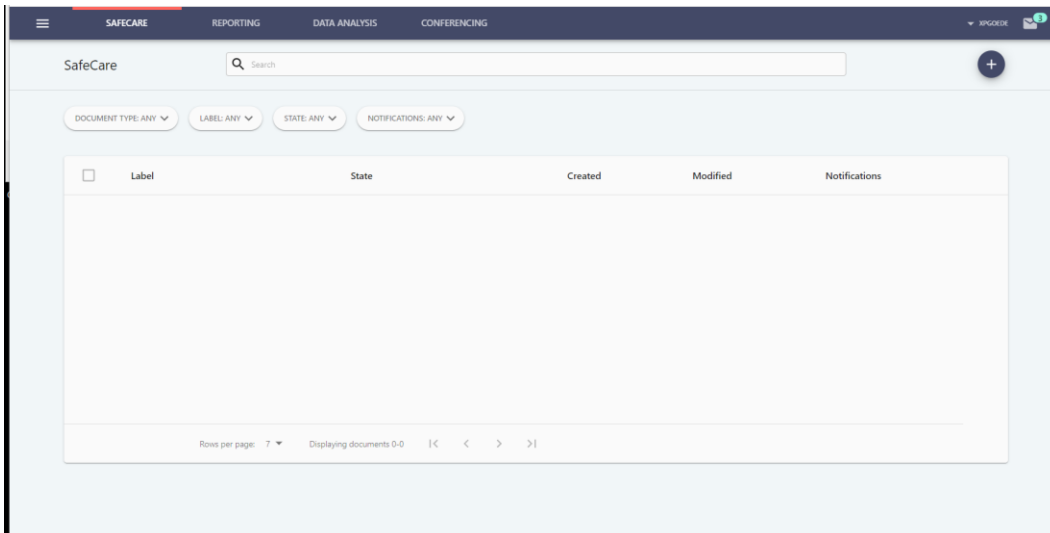 SAFECARE REPORTING DATA ANALYSIS CONFERENCING XPGOEDE 3
SafeCare Search
DOCUMENT TYPE: ANY LABEL: ANY STATE: ANY NOTIFICATIONS: ANY
Label State Created Modified Notifications
Rows per page: 7 Displaying documents 0-0